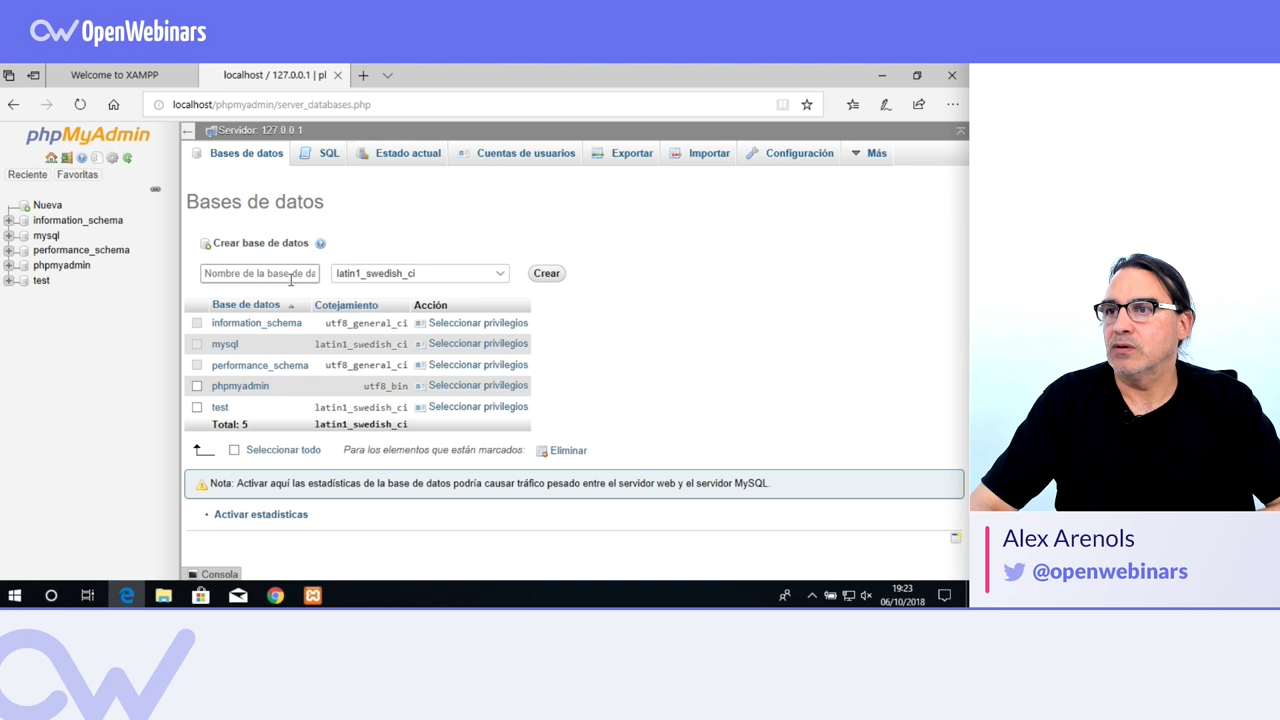 OpenWebinars
Welcome to XAMPP
localhost / 127.0.0.1 | pl
localhost/phpmyadmin/server_databases.php
phpMyAdmin
Reciente Favoritas
Nueva
information_schema
mysql
performance_schema
phpmyadmin
test
Servidor: 127.0.0.1
Bases de datos SQL Estado actual Cuentas de usuarios Exportar Importar Configuración Más
Bases de datos
Crear base de datos
Nombre de la base de da latin1_swedish_ci Crear
Base de datos Cotejamiento Acción
information_schema utf8_general_ci Seleccionar privilegios
mysql latin1_swedish_ci Seleccionar privilegios
performance_schema utf8_general_ci Seleccionar privilegios
phpmyadmin utf8_bin Seleccionar privilegios
test latin1_swedish_ci Seleccionar privilegios
Total: 5 latin1_swedish_ci
Seleccionar todo Para los elementos que están marcados: Eliminar
Nota: Activar aquí las estadísticas de la base de datos podría causar tráfico pesado entre el servidor web y el servidor MySQL.
Activar estadísticas
Consola
19:23
06/10/2018
Alex Arenols
@openwebinars